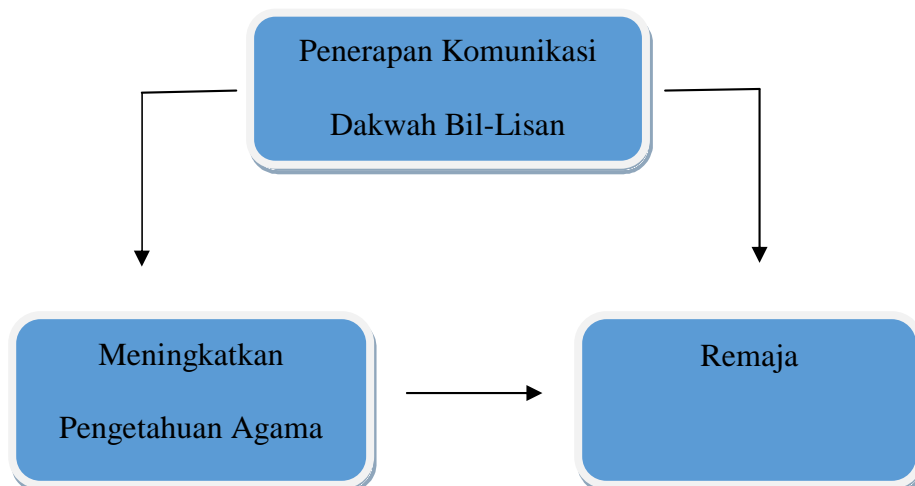 Penerapan Komunikasi
Dakwah Bil-Lisan
Meningkatkan
Pengetahuan Agama
Remaja